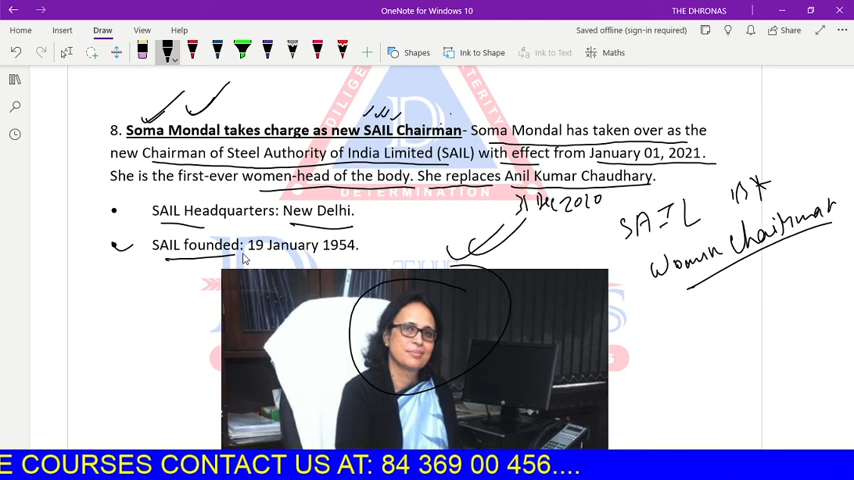 OneNote for Windows 10
THE DHRONAS
Home Insert Draw View Help
Saved offline (sign-in required) Share
Shapes Ink to Shape Ink to Text Maths
8. Soma Mondal takes charge as new SAIL Chairman- Soma Mondal has taken over as the
new Chairman of Steel Authority of India Limited (SAIL) with effect from January 01, 2021.
She is the first-ever women-head of the body. She replaces Anil Kumar Chaudhary.
31 Dec 2020
• SAIL Headquarters: New Delhi.
SAIL 1st
woman Chairman
• SAIL founded: 19 January 1954.
DETERMINATION
E COURSES CONTACT US AT: 84 369 00 456....